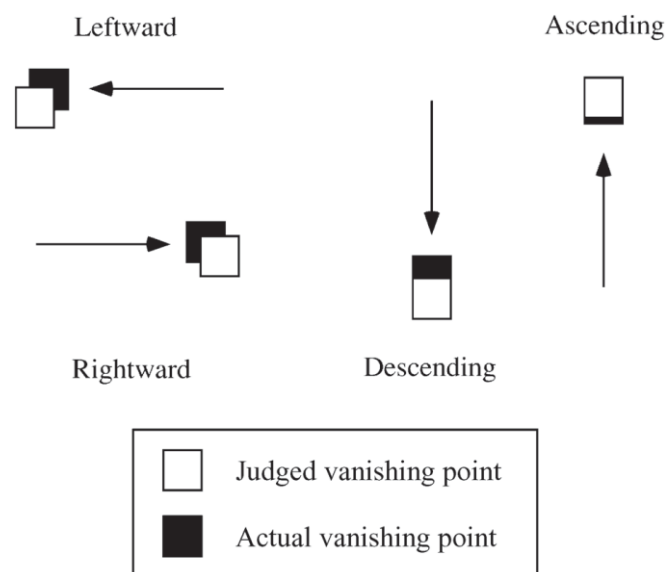 Leftward
Ascending
Rightward
Descending
Judged vanishing point
Actual vanishing point